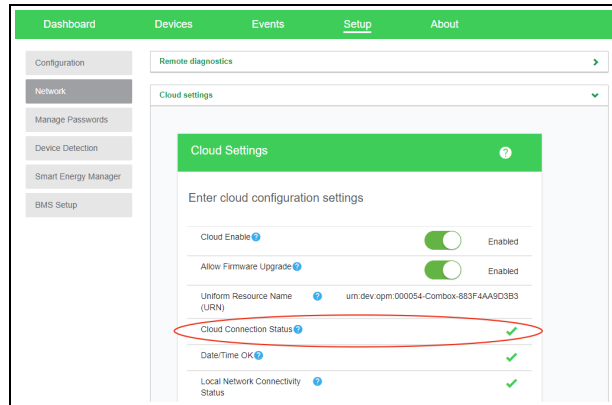 Dashboard Devices Events Setup About
Configuration
Network
Manage Passwords
Device Detection
Smart Energy Manager
BMS Setup
Remote diagnostics
Cloud settings
Cloud Settings ?
Enter cloud configuration settings
Cloud Enable ? Enabled
Allow Firmware Upgrade ? Enabled
Uniform Resource Name ? urn:dev:opm:000054-Combox-883F4AA9D3B3
(URN)
Cloud Connection Status ?
Date/Time OK ?
Local Network Connectivity ?
Status